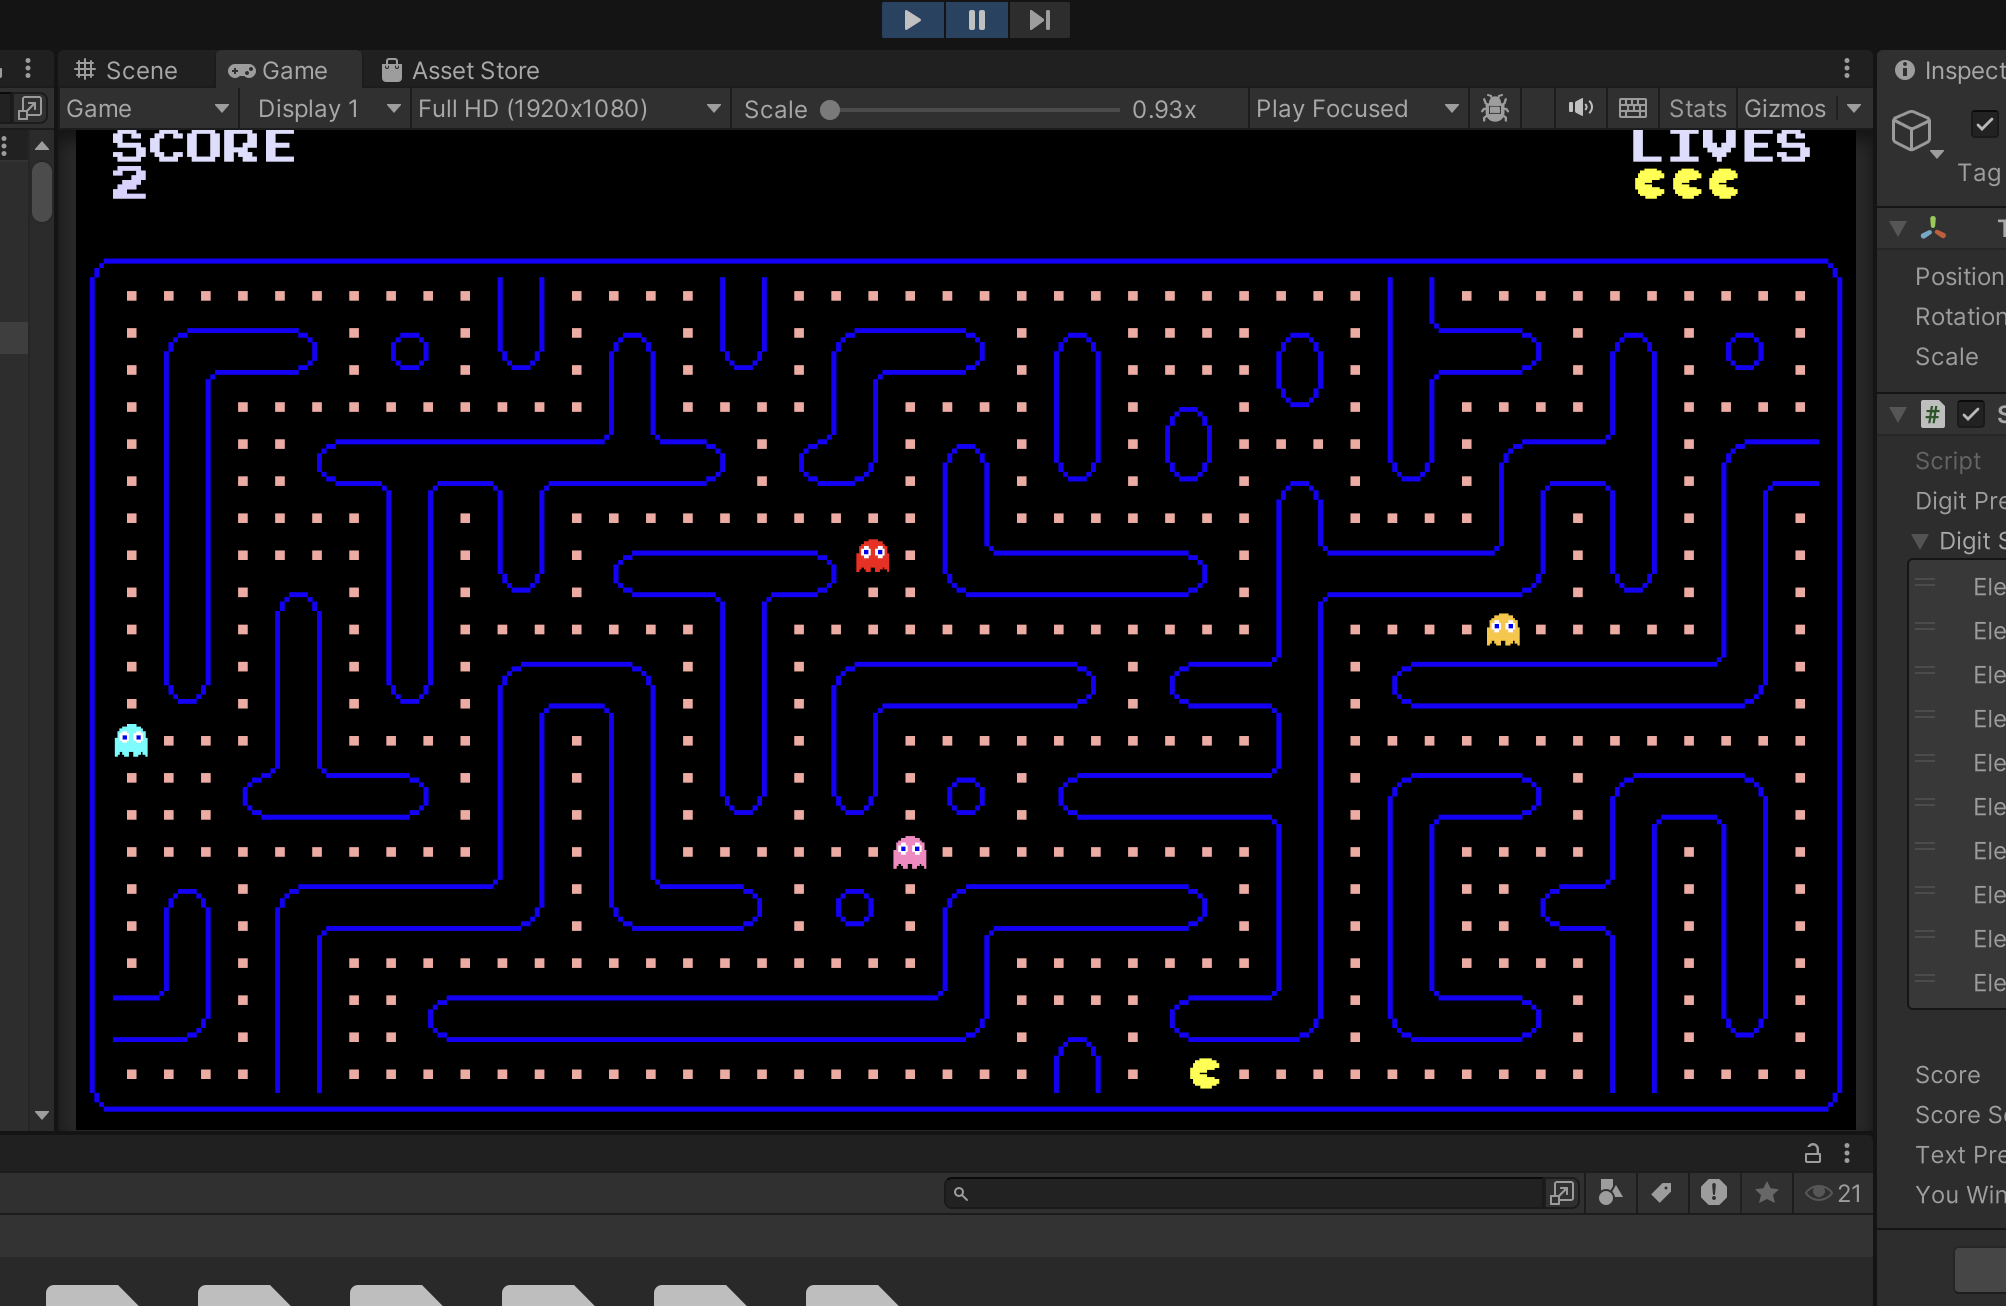 Scene Game Asset Store
Inspect
Game Display 1 Full HD (1920x1080) Scale 0.93x Play Focused Stats Gizmos
Tag
SCORE
2
LIVES
Position
Rotation
Scale
Script
Digit Pre
Digit S
Ele
Ele
Ele
Ele
Ele
Ele
Ele
Ele
Ele
Ele
Score
Score Sc
Text Pre
You Win
21